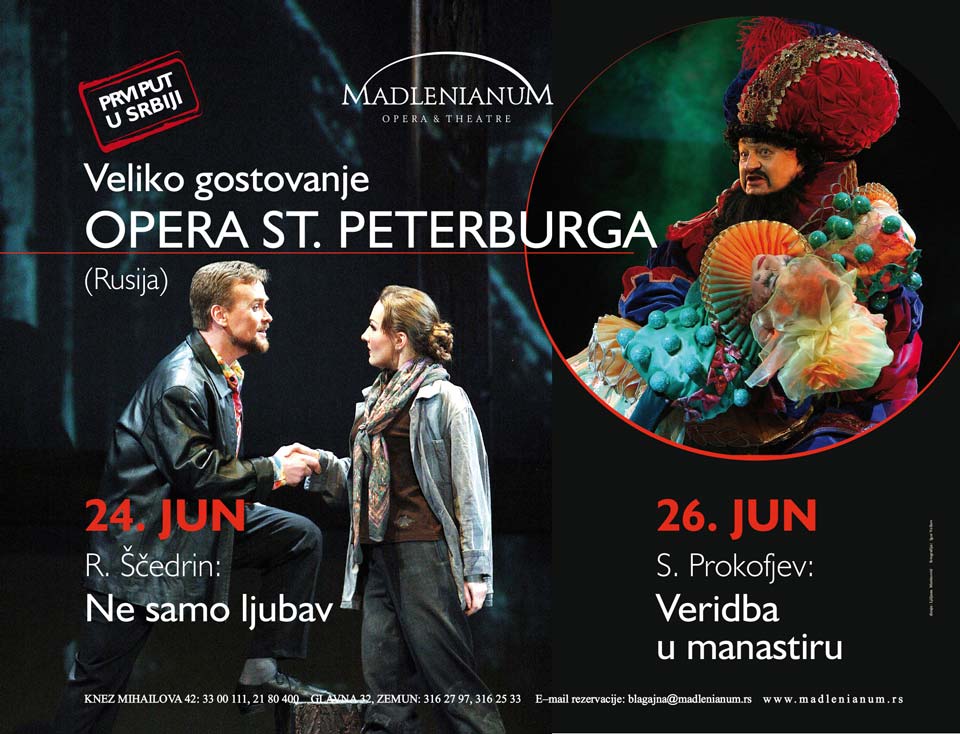 PRVI PUT
U SRBIJI
MADLENIANUM
OPERA & THEATRE
Veliko gostovanje
OPERA ST. PETERBURGA
(Rusija)
24. JUN
R. Ščedrin:
Ne samo ljubav
26. JUN
S. Prokofjev:
Veridba
u manastiru
KNEZ MIHAILOVA 42: 33 00 111, 21 80 400 GLAVNA 32, ZEMUN: 316 27 97, 316 25 33 E–mail rezervacije: blagajna@madlenianum.rs www.madlenianum.rs